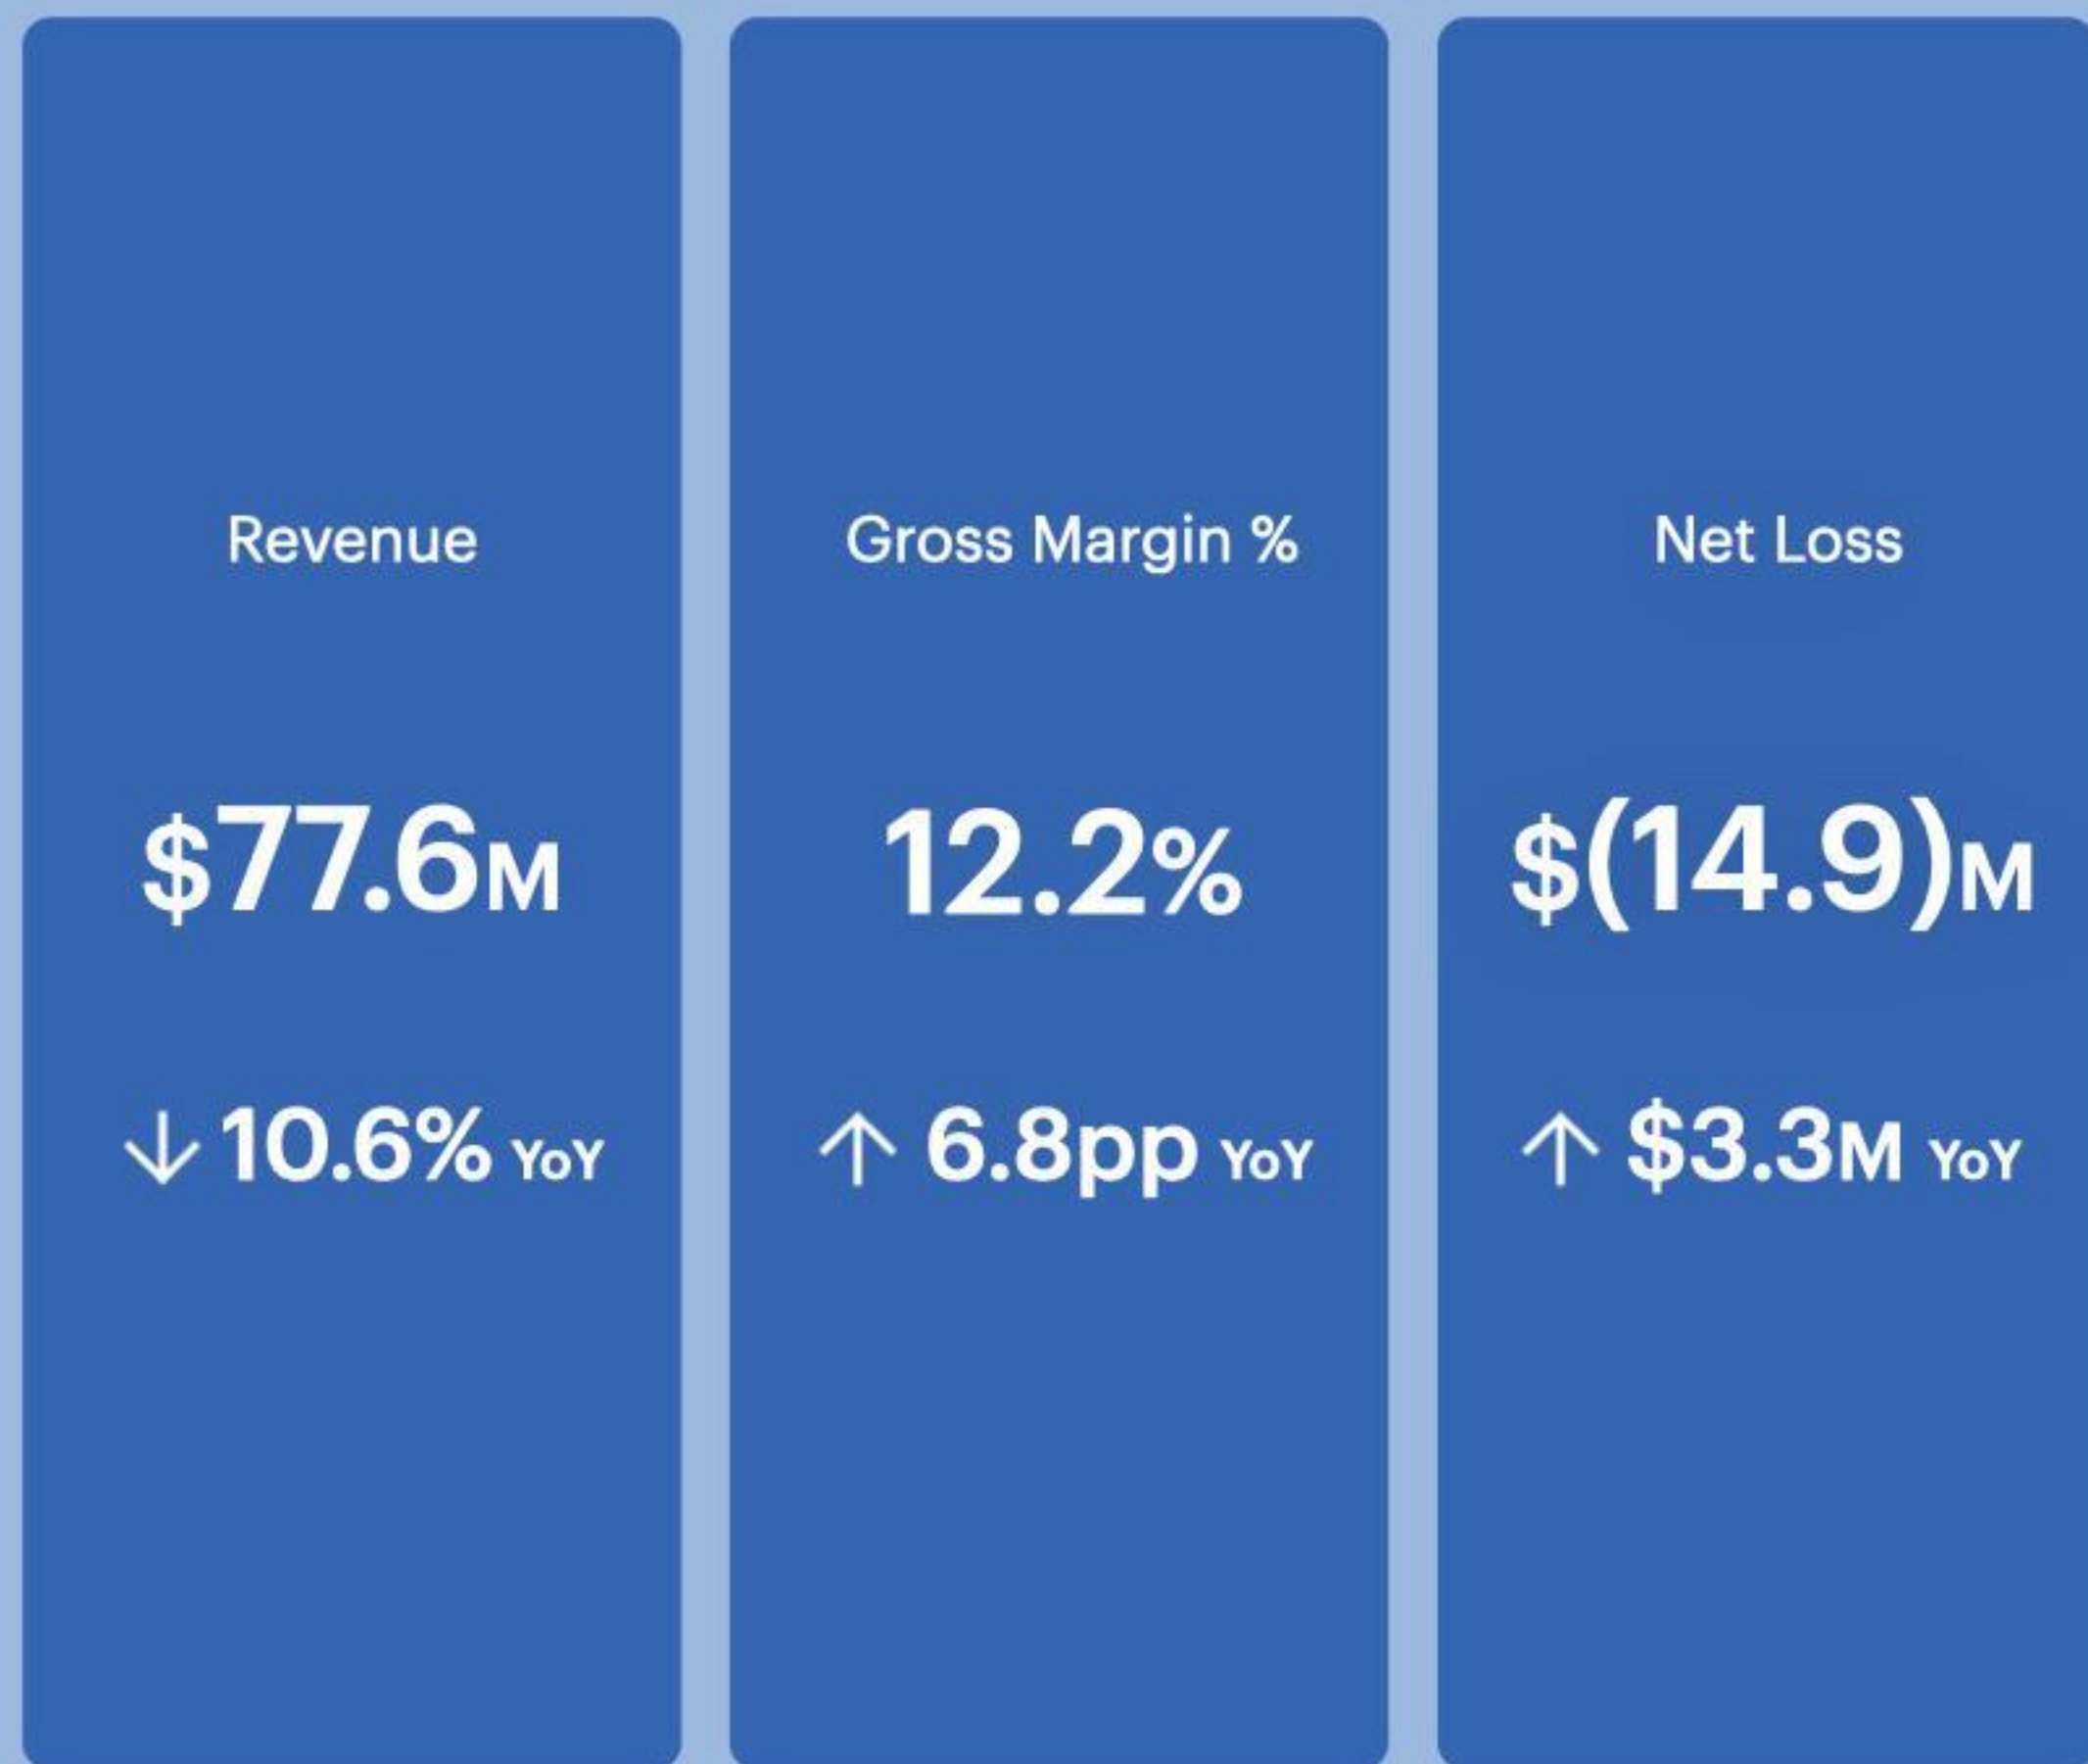 Revenue
$77.6M
↓ 10.6% YoY
Gross Margin %
12.2%
↑ 6.8pp YoY
Net Loss
$(14.9)M
↑ $3.3M YoY